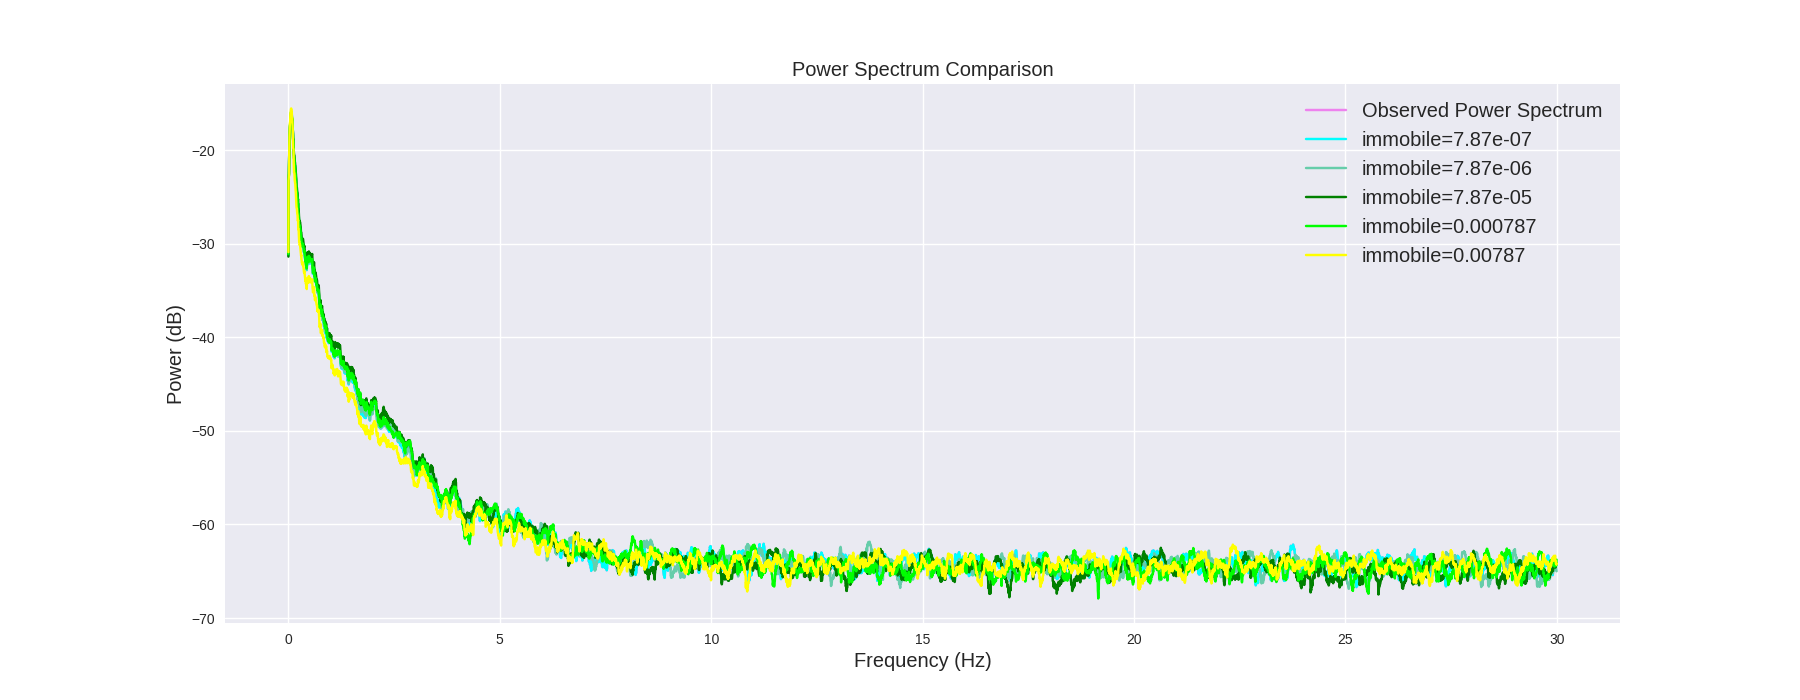 Power Spectrum Comparison
Observed Power Spectrum
immobile=7.87e-07
immobile=7.87e-06
immobile=7.87e-05
immobile=0.000787
immobile=0.00787
Power (dB)
−20
−30
−40
−50
−60
−70
0 5 10 15 20 25 30
Frequency (Hz)